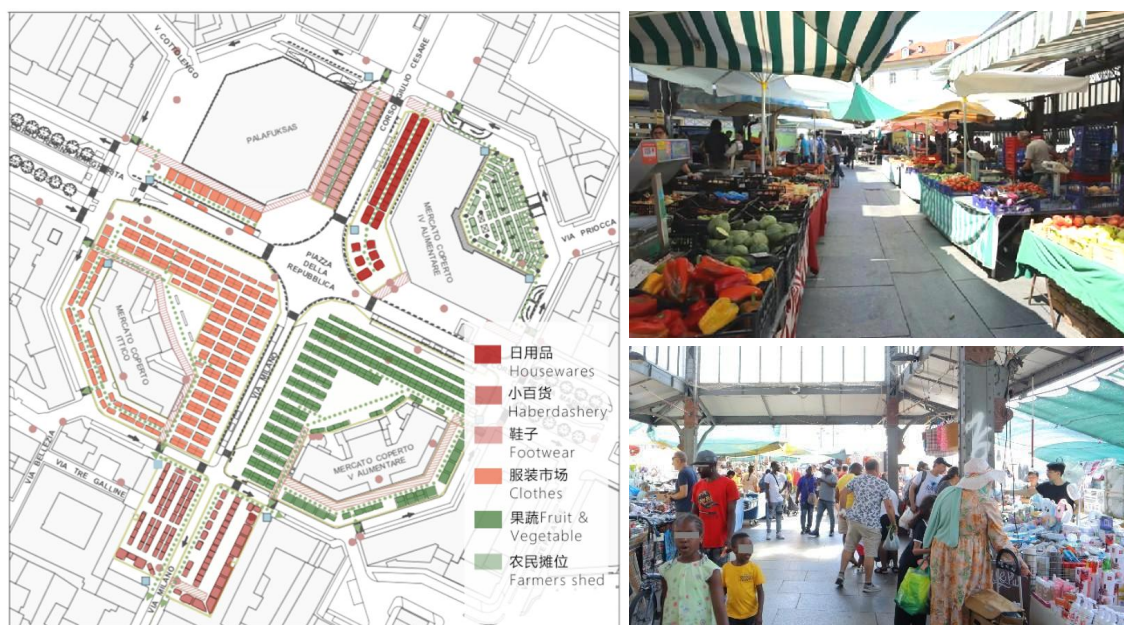 V COTTOLENGO
CORSO GIULIO CESARE
PALAFUKSAS
MERCATO COPERTO
IV ALIMENTARE
VIA PRIOCCA
PIAZZA
DELLA
REPUBBLICA
MERCATO COPERTO
ITTICO
VIA MILANO
MERCATO COPERTO
V ALIMENTARE
VIA BELLEZIA
VIA TRE GALLINE
VIA MILANO
日用品
Housewares
小百货
Haberdashery
鞋子
Footwear
服装市场
Clothes
果蔬Fruit &
Vegetable
农民摊位
Farmers shed